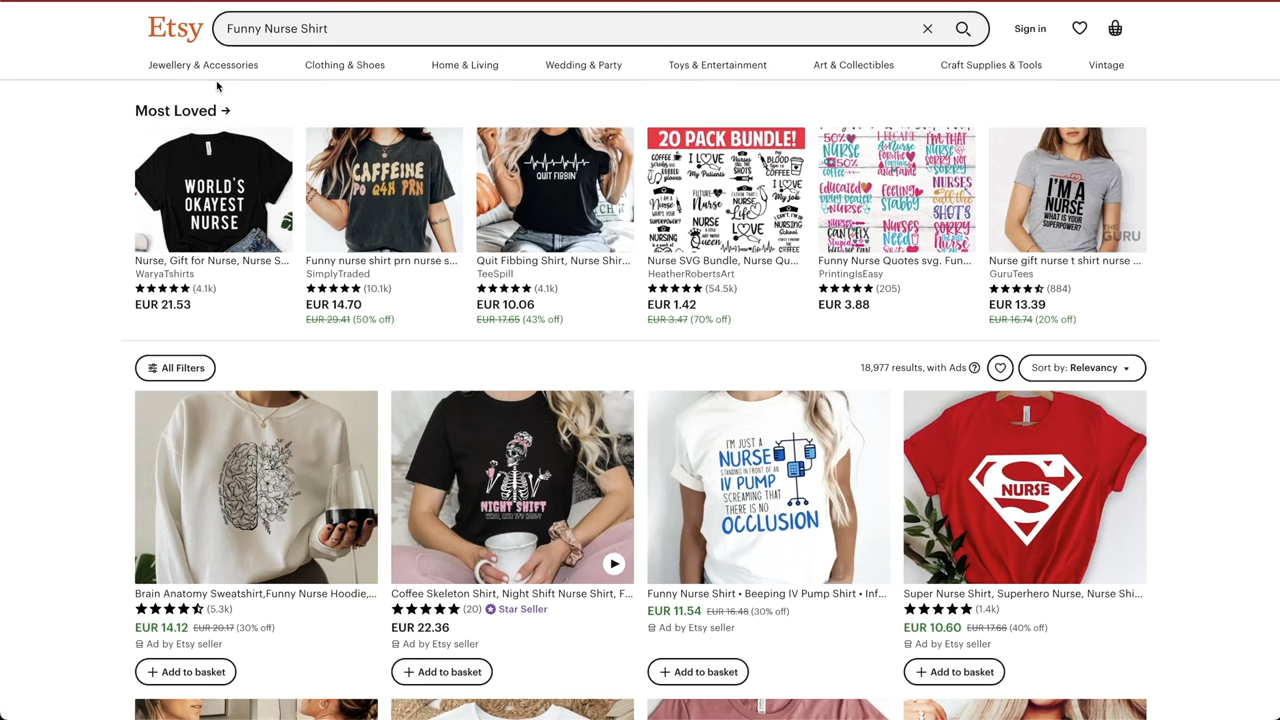 Etsy
Funny Nurse Shirt
Sign in
Jewellery & Accessories
Clothing & Shoes
Home & Living
Wedding & Party
Toys & Entertainment
Art & Collectibles
Craft Supplies & Tools
Vintage
Most Loved →
WORLD'S
OKAYEST
NURSE
CAFFEINE
PO Q4H PRN
QUIT FIBBIN'
20 PACK BUNDLE!
I'M A
NURSE
WHAT IS YOUR
SUPERPOWER?
GURU
Nurse, Gift for Nurse, Nurse S...
WaryaTshirts
(4.1k)
EUR 21.53
Funny nurse shirt prn nurse s...
SimplyTraded
(10.1k)
EUR 14.70
EUR 29.41 (50% off)
Quit Fibbing Shirt, Nurse Shir...
TeeSpill
(4.1k)
EUR 10.06
EUR 17.65 (43% off)
Nurse SVG Bundle, Nurse Qu...
HeatherRobertsArt
(54.5k)
EUR 1.42
EUR 3.47 (70% off)
Funny Nurse Quotes svg. Fun...
PrintingIsEasy
(205)
EUR 3.88
Nurse gift nurse t shirt nurse ...
GuruTees
(884)
EUR 13.39
EUR 16.74 (20% off)
All Filters
18,977 results, with Ads
Sort by: Relevancy
NIGHT SHIFT
I'M JUST A
NURSE
STANDING IN FRONT OF AN
IV PUMP
SCREAMING THAT
THERE IS NO
OCCLUSION
NURSE
Brain Anatomy Sweatshirt,Funny Nurse Hoodie,...
(5.3k)
EUR 14.12 EUR 20.17 (30% off)
Ad by Etsy seller
+ Add to basket
Coffee Skeleton Shirt, Night Shift Nurse Shirt, F...
(20) Star Seller
EUR 22.36
Ad by Etsy seller
+ Add to basket
Funny Nurse Shirt • Beeping IV Pump Shirt • Inf...
EUR 11.54 EUR 16.48 (30% off)
Ad by Etsy seller
+ Add to basket
Super Nurse Shirt, Superhero Nurse, Nurse Shi...
(1.4k)
EUR 10.60 EUR 17.66 (40% off)
Ad by Etsy seller
+ Add to basket